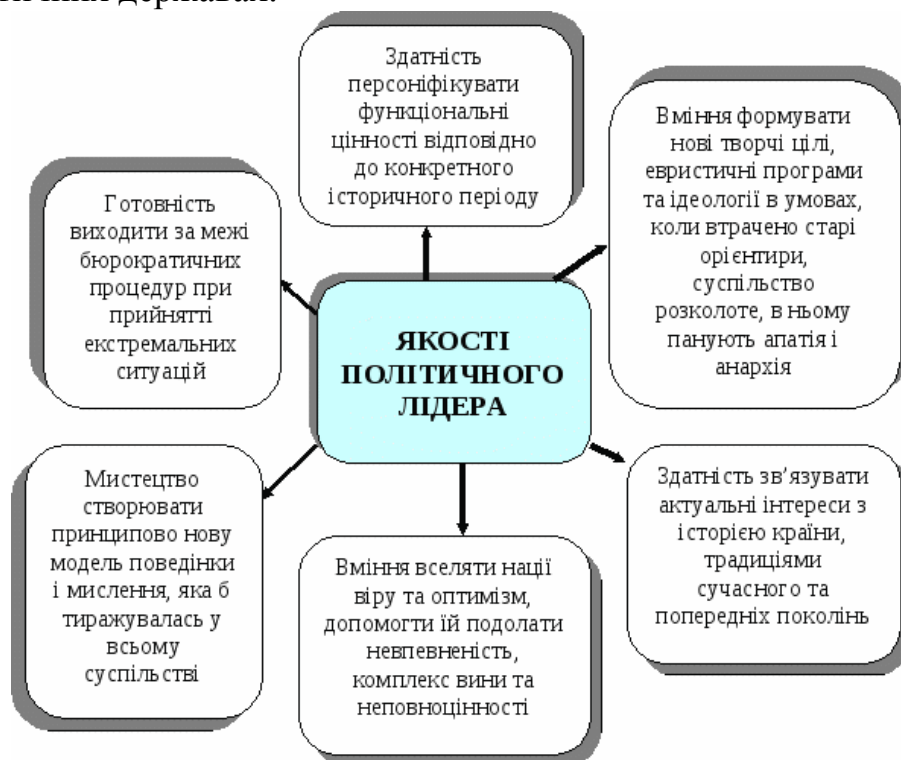 Здатність
персоніфікувати
функціональні
цінності відповідно
до конкретного
історичного періоду
Вміння формувати
нові творчі цілі,
евристичні програми
та ідеології в умовах,
коли втрачено старі
орієнтири,
суспільство
розколоте, в ньому
панують апатія і
анархія
Готовність
виходити за межі
бюрократичних
процедур при
прийнятті
екстремальних
ситуацій
ЯКОСТІ
ПОЛІТИЧНОГО
ЛІДЕРА
Мистецтво
створювати
принципово нову
модель поведінки
і мислення, яка б
тиражувалась у
всьому
суспільстві
Вміння вселяти нації
віру та оптимізм,
допомогти їй подолати
невпевненість,
комплекс вини та
неповноцінності
Здатність зв’язувати
актуальні інтереси з
історією країни,
традиціями
сучасного та
попередніх поколінь